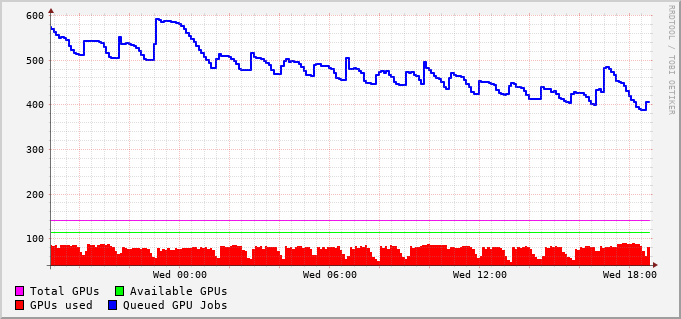 600
500
400
300
200
100
Wed 00:00 Wed 06:00 Wed 12:00 Wed 18:00
Total GPUs Available GPUs
GPUs used Queued GPU Jobs
RRDTOOL / TOBI OETIKER